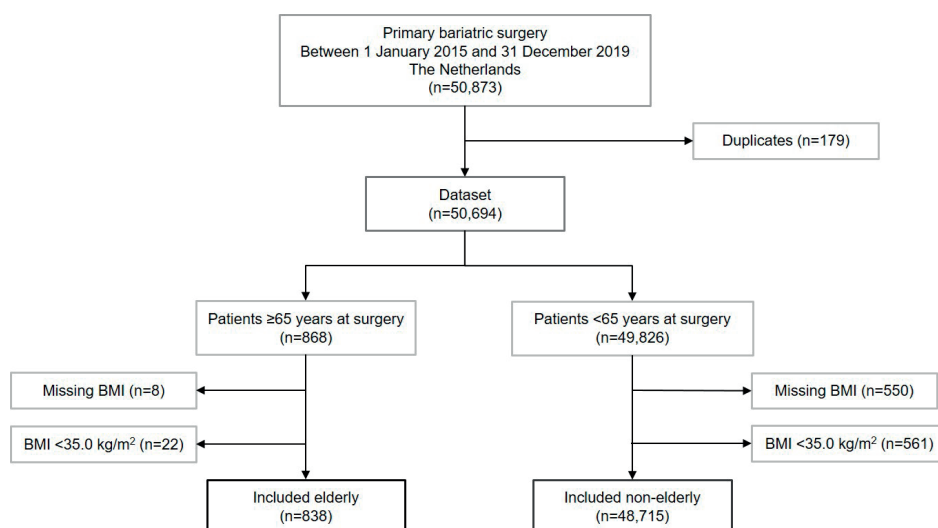 Primary bariatric surgery
Between 1 January 2015 and 31 December 2019
The Netherlands
(n=50,873)
Duplicates (n=179)
Dataset
(n=50,694)
Patients ≥65 years at surgery
(n=868)
Patients <65 years at surgery
(n=49,826)
Missing BMI (n=8)
Missing BMI (n=550)
BMI <35.0 kg/m² (n=22)
BMI <35.0 kg/m² (n=561)
Included elderly
(n=838)
Included non-elderly
(n=48,715)